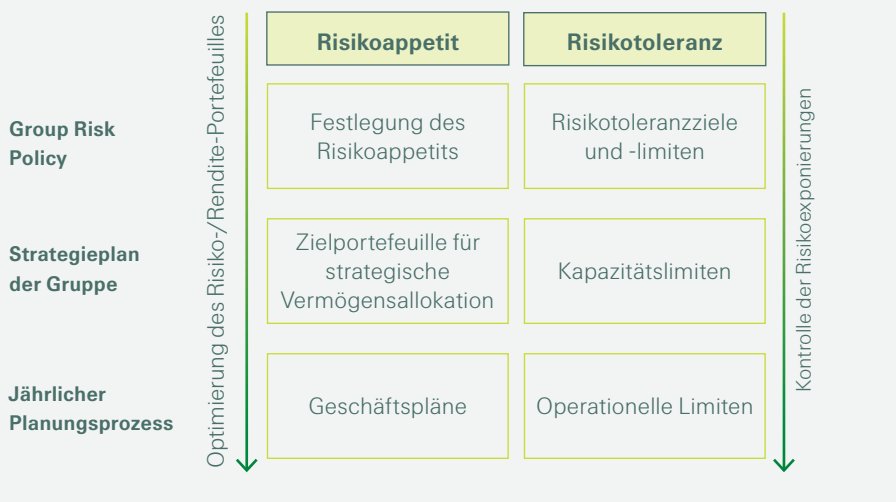 Risikoappetit
Risikotoleranz
Optimierung des Risiko-/Rendite-Portefeuilles
Group Risk
Policy
Festlegung des
Risikoappetits
Risikotoleranzziele
und -limiten
Kontrolle der Risikoexponierungen
Strategieplan
der Gruppe
Zielportefeuille für
strategische
Vermögensallokation
Kapazitätslimiten
Jährlicher
Planungsprozess
Geschäftspläne
Operationelle Limiten